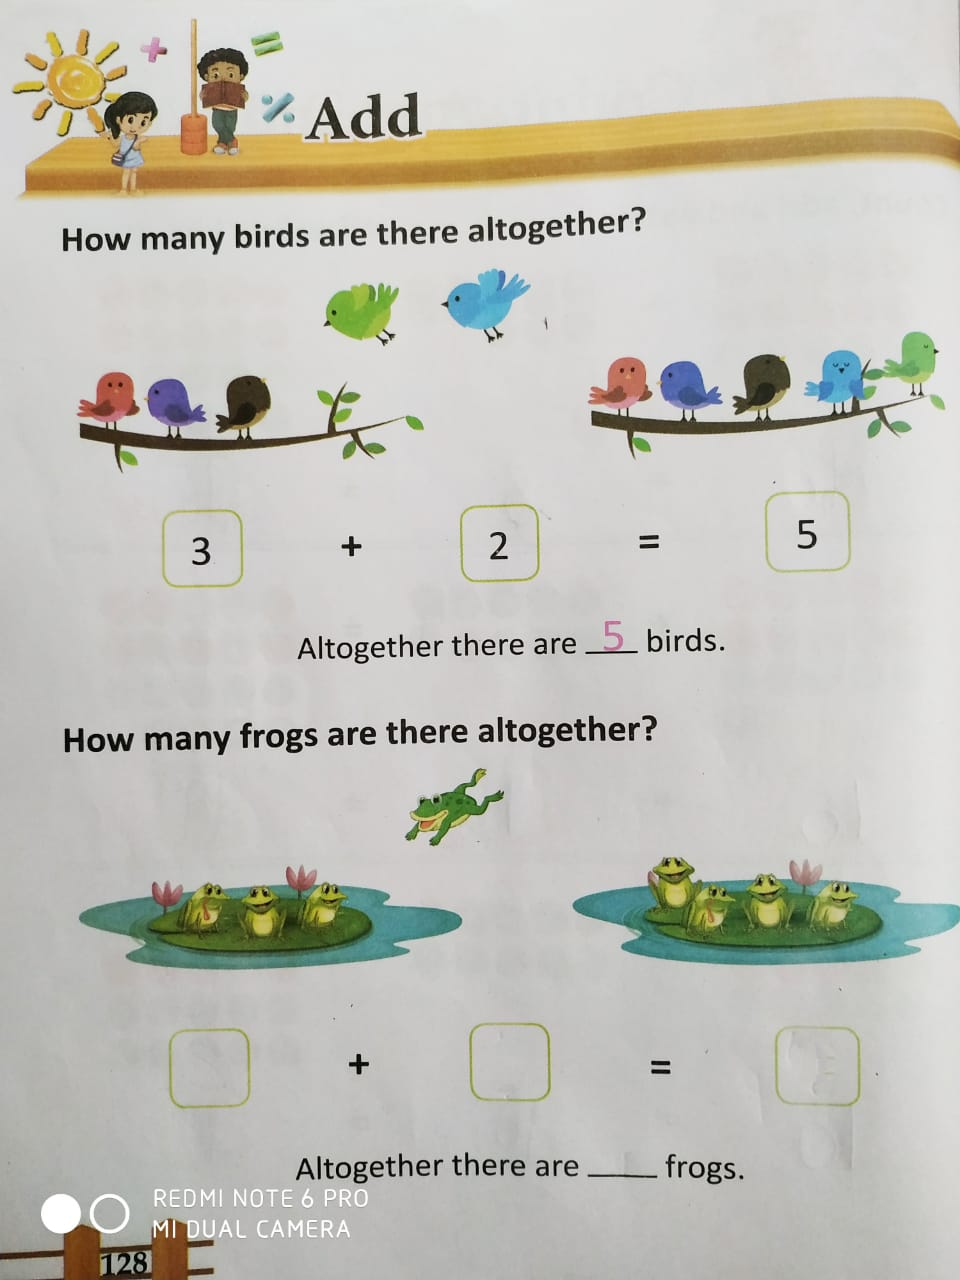 Add
How many birds are there altogether?
3 + 2 = 5
Altogether there are 5 birds.
How many frogs are there altogether?
+ =
Altogether there are ____ frogs.
REDMI NOTE 6 PRO
MI DUAL CAMERA
128